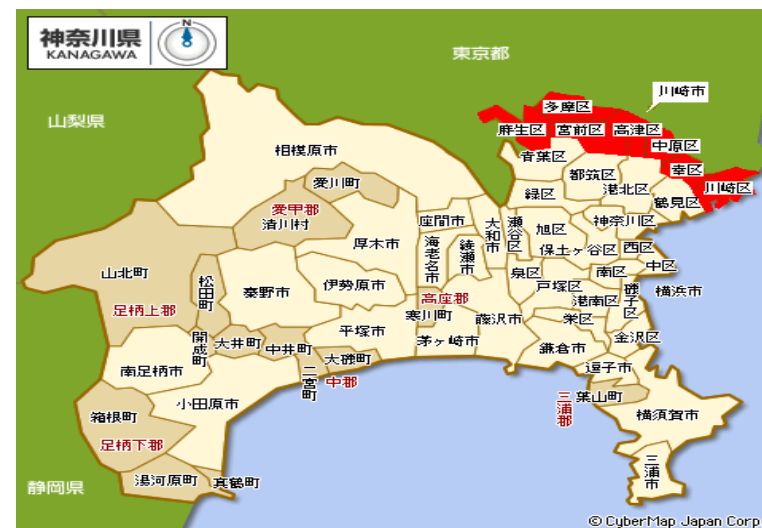 神奈川県
KANAGAWA
N
東京都
山梨県
川崎市
多摩区
麻生区
宮前区
高津区
中原区
幸区
川崎区
青葉区
都筑区
港北区
鶴見区
緑区
神奈川区
相模原市
愛川町
愛甲郡
清川村
座間市
大和市
瀬谷区
旭区
保土ヶ谷区
西区
中区
厚木市
海老名市
綾瀬市
泉区
戸塚区
南区
港南区
磯子区
横浜市
山北町
松田町
秦野市
伊勢原市
高座郡
寒川町
藤沢市
栄区
金沢区
足柄上郡
開成町
大井町
中井町
平塚市
茅ヶ崎市
鎌倉市
逗子市
南足柄市
大磯町
二宮町
中郡
葉山町
三浦郡
横須賀市
箱根町
小田原市
足柄下郡
湯河原町
真鶴町
三浦市
静岡県
© CyberMap Japan Corp